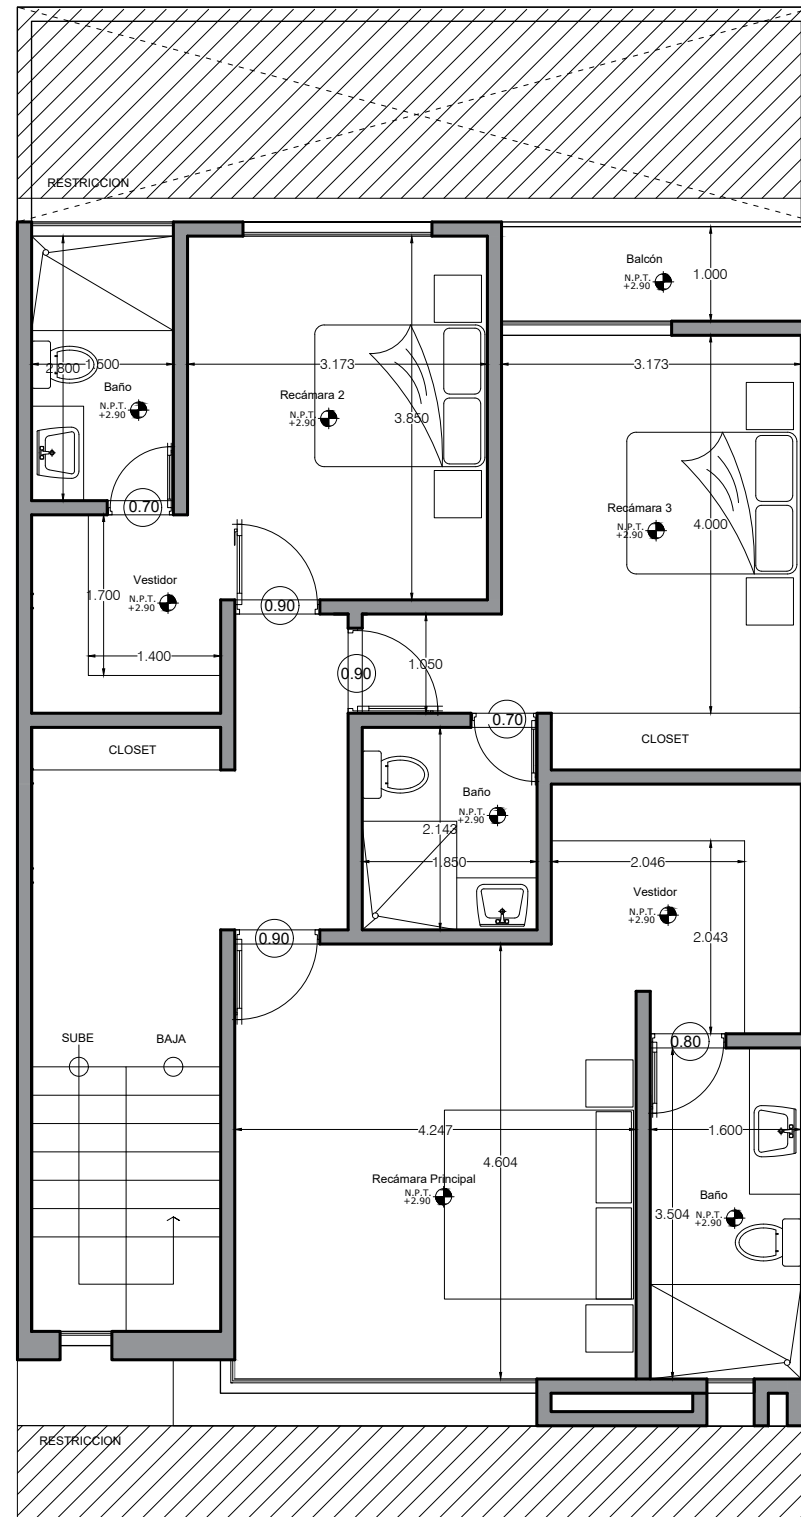 RESTRICCION
Balcón
N.P.T.
+2.90
1.000
2.800
1.500
3.173
3.173
Baño
N.P.T.
+2.90
Recámara 2
N.P.T.
+2.90
3.850
0.70
Recámara 3
N.P.T.
+2.90
4.000
Vestidor
N.P.T.
+2.90
1.700
0.90
1.400
1.050
0.90
0.70
CLOSET
CLOSET
Baño
N.P.T.
+2.90
2.143
1.850
2.046
Vestidor
N.P.T.
+2.90
2.043
0.90
SUBE
BAJA
0.80
4.247
1.600
4.604
Recámara Principal
N.P.T.
+2.90
Baño
N.P.T.
+2.90
3.504
RESTRICCION